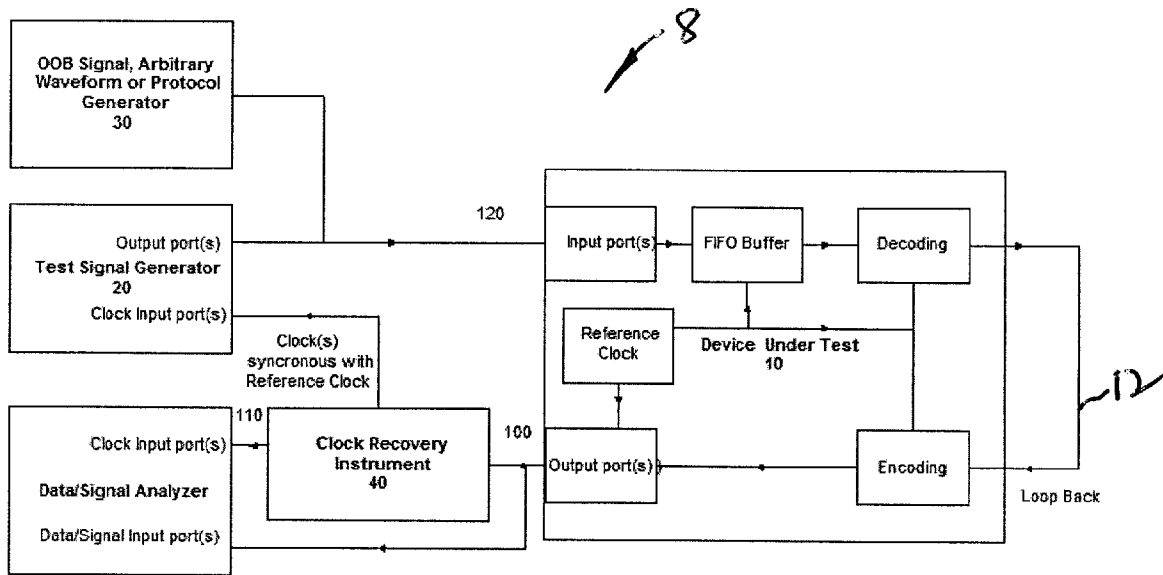 8
OOB Signal, Arbitrary
Waveform or Protocol
Generator
30
120
Output port(s)
Test Signal Generator
20
Clock Input port(s)
Clock(s)
syncronous with
Reference Clock
Input port(s)
FIFO Buffer
Decoding
Reference
Clock
Device Under Test
10
12
110
100
Clock Input port(s)
Data/Signal Analyzer
Data/Signal Input port(s)
Clock Recovery
Instrument
40
Output port(s)
Encoding
Loop Back